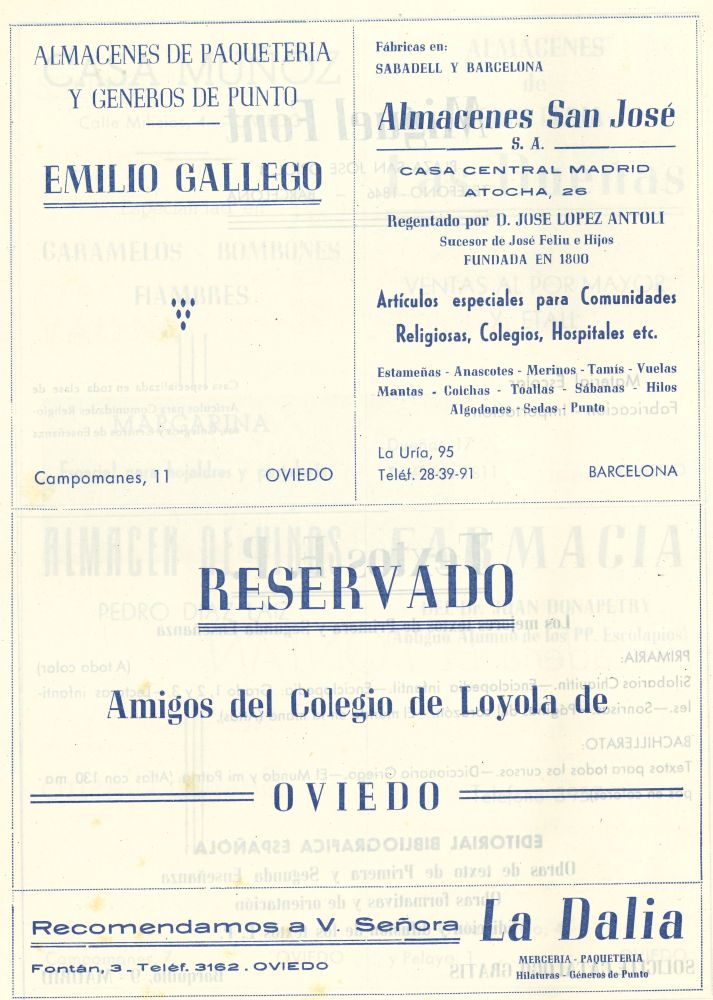 ALMACENES DE PAQUETERIA
Y GENEROS DE PUNTO
EMILIO GALLEGO
Campomanes, 11 OVIEDO
Fábricas en:
SABADELL Y BARCELONA
Almacenes San José
S. A.
CASA CENTRAL MADRID
ATOCHA, 26
Regentado por D. JOSE LOPEZ ANTOLI
Sucesor de José Feliu e Hijos
FUNDADA EN 1800
Artículos especiales para Comunidades
Religiosas, Colegios, Hospitales etc.
Estameñas - Anascotes - Merinos - Tamis - Vuelas
Mantas - Colchas - Toallas - Sábanas - Hilos
Algodones - Sedas - Punto
La Uría, 95
Teléf. 28-39-91 BARCELONA
RESERVADO
Amigos del Colegio de Loyola de
OVIEDO
Recomendamos a V. Señora La Dalia
Fontán, 3 - Teléf. 3162 . OVIEDO
MERCERIA - PAQUETERIA
Hilaturas - Géneros de Punto